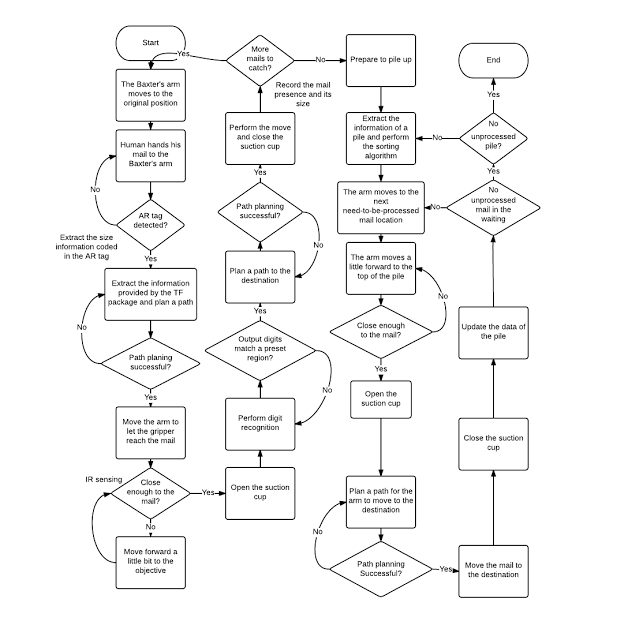 Start
Yes
The Baxter's arm
moves to the
original position
Human hands his
mail to the
Baxter's arm
No
AR tag
detected?
Extract the size
information coded
in the AR tag
Yes
Extract the information
provided by the TF
package and plan a path
No
Path planing
successful?
Yes
Move the arm to
let the gripper
reach the mail
IR sensing
Close
enough to the
mail?
Yes
No
Move forward a
little bit to the
objective
More
mails to
catch?
No
Record the mail
presence and its
size
Perform the move
and close the
suction cup
Yes
Path planning
successful?
No
Plan a path to the
destination
Yes
Output digits
match a preset
region?
No
Perform digit
recognition
Open the suction
cup
Prepare to pile up
Extract the
information of a
pile and perform
the sorting
algorithm
The arm moves to the
next
need-to-be-processed
mail location
The arm moves a
little forward to the
top of the pile
No
Close enough
to the mail?
Yes
Open the
suction cup
Plan a path for the
arm to move to the
destination
No
Path planning
Successful?
Yes
End
Yes
No
unprocessed
pile?
No
Yes
No
unprocessed
mail in the
waiting
No
Update the data of
the pile
Close the suction
cup
Move the mail to
the destination